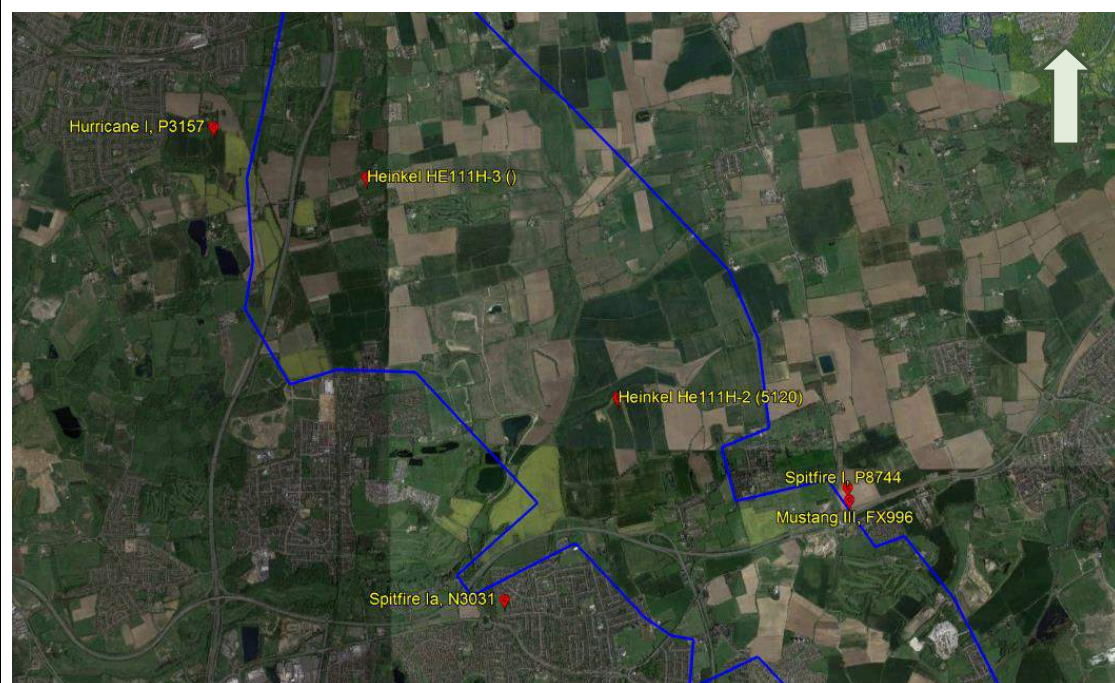 Hurricane I, P3157
Heinkel HE111H-3 ()
Heinkel He111H-2 (5120)
Spitfire I, P8744
Mustang III, FX996
Spitfire Ia, N3031